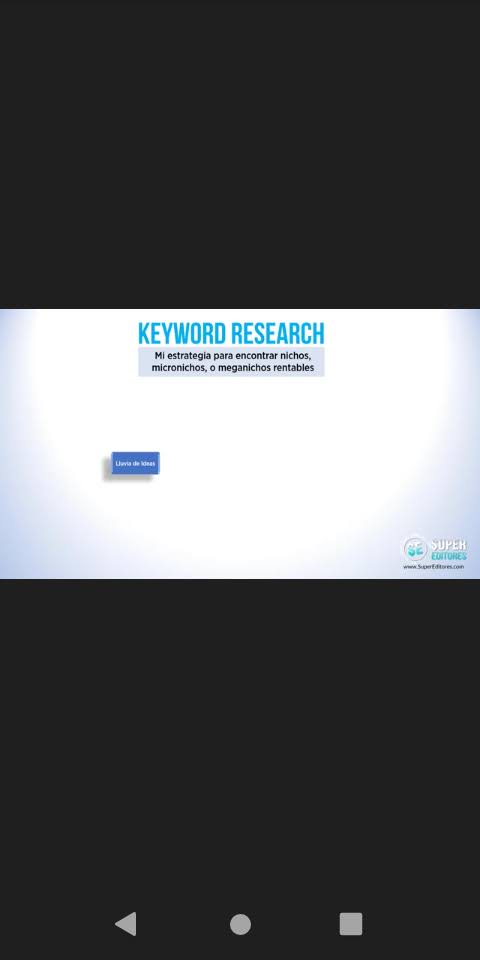 KEYWORD RESEARCH
Mi estrategia para encontrar nichos,
micronichos, o meganichos rentables
Lluvia de Ideas
SE SUPER
EDITORES
www.SuperEditores.com